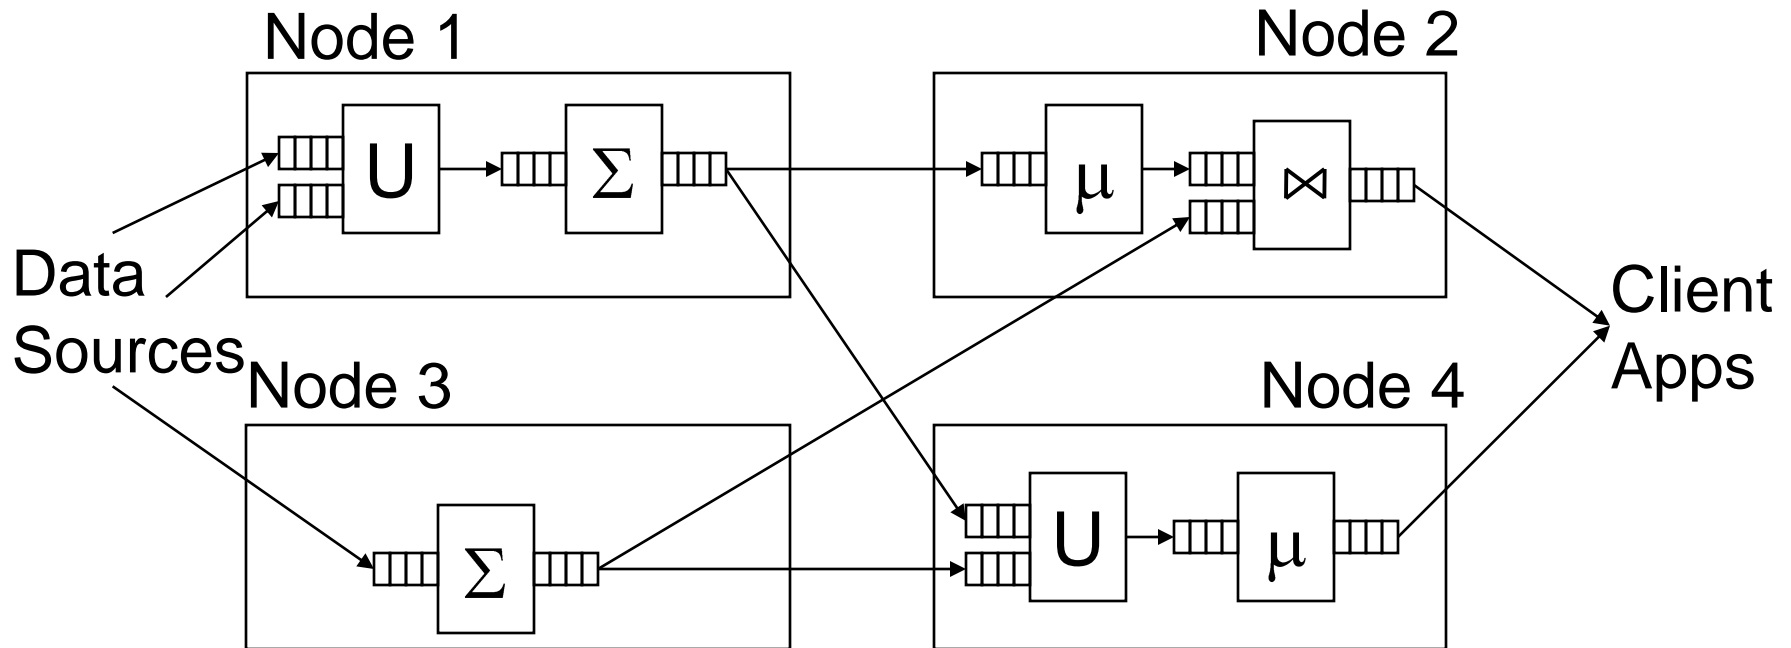 Node 1
U
Σ
Node 2
μ
⋈
Data
Sources
Client
Apps
Node 3
Σ
Node 4
U
μ